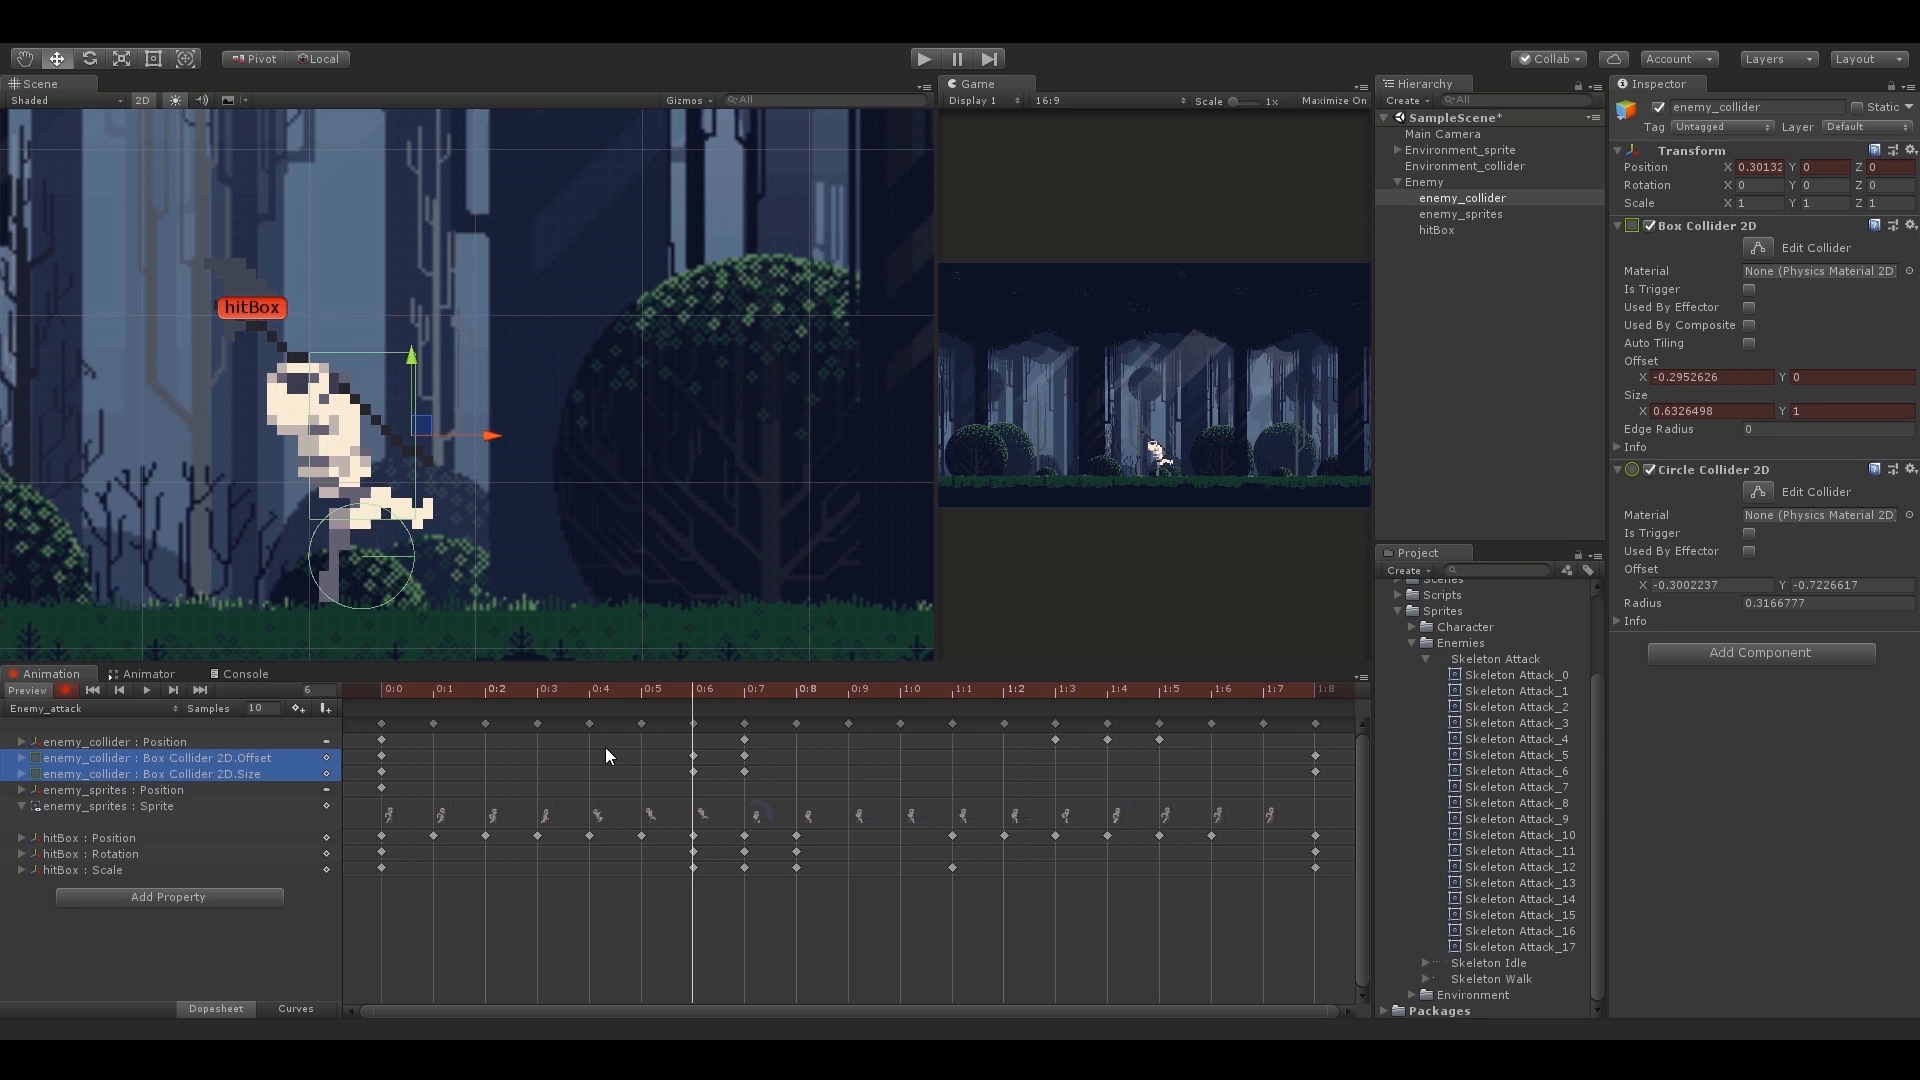 Pivot Local
Collab Account Layers Layout
Scene
Shaded 2D Gizmos All
hitBox
Game
Display 1 16:9 Scale 1x Maximize On
Hierarchy
Create All
SampleScene*
Main Camera
Environment_sprite
Environment_collider
Enemy
enemy_collider
enemy_sprites
hitBox
Project
Create
Scenes
Scripts
Sprites
Character
Enemies
Skeleton Attack
Skeleton Attack_0
Skeleton Attack_1
Skeleton Attack_2
Skeleton Attack_3
Skeleton Attack_4
Skeleton Attack_5
Skeleton Attack_6
Skeleton Attack_7
Skeleton Attack_8
Skeleton Attack_9
Skeleton Attack_10
Skeleton Attack_11
Skeleton Attack_12
Skeleton Attack_13
Skeleton Attack_14
Skeleton Attack_15
Skeleton Attack_16
Skeleton Attack_17
Skeleton Idle
Skeleton Walk
Environment
Packages
Inspector
enemy_collider Static
Tag Untagged Layer Default
Transform
Position X 0.30132 Y 0 Z 0
Rotation X 0 Y 0 Z 0
Scale X 1 Y 1 Z 1
Box Collider 2D
Edit Collider
Material None (Physics Material 2D
Is Trigger
Used By Effector
Used By Composite
Auto Tiling
Offset
X -0.2952626 Y 0
Size
X 0.6326498 Y 1
Edge Radius 0
Info
Circle Collider 2D
Edit Collider
Material None (Physics Material 2D
Is Trigger
Used By Effector
Offset
X -0.3002237 Y -0.7226617
Radius 0.3166777
Info
Add Component
Animation Animator Console
Preview 6 0:0 0:1 0:2 0:3 0:4 0:5 0:6 0:7 0:8 0:9 1:0 1:1 1:2 1:3 1:4 1:5 1:6 1:7 1:8
Enemy_attack Samples 10
enemy_collider : Position
enemy_collider : Box Collider 2D.Offset
enemy_collider : Box Collider 2D.Size
enemy_sprites : Position
enemy_sprites : Sprite
hitBox : Position
hitBox : Rotation
hitBox : Scale
Add Property
Dopesheet Curves